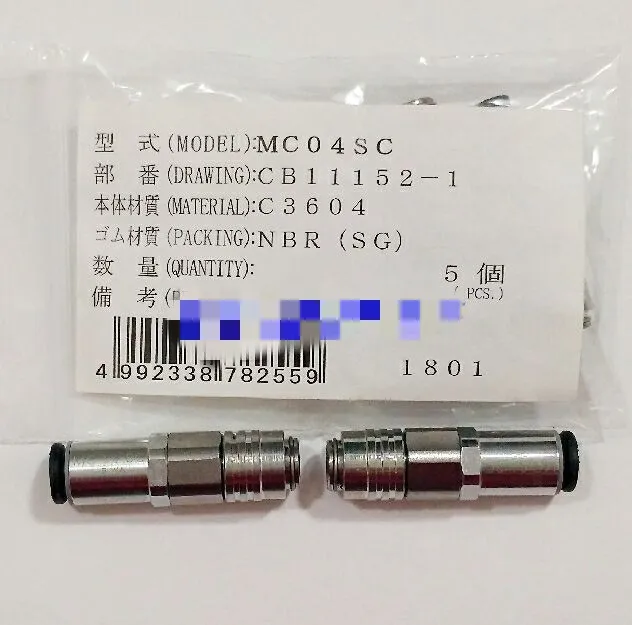 型 式(MODEL):MC04SC
部 番(DRAWING):CB11152-1
本体材質(MATERIAL):C3604
ゴム材質(PACKING):NBR (SG)
数 量(QUANTITY): 5 個
備 考( ( PCS.)
4 992338 782559 1801